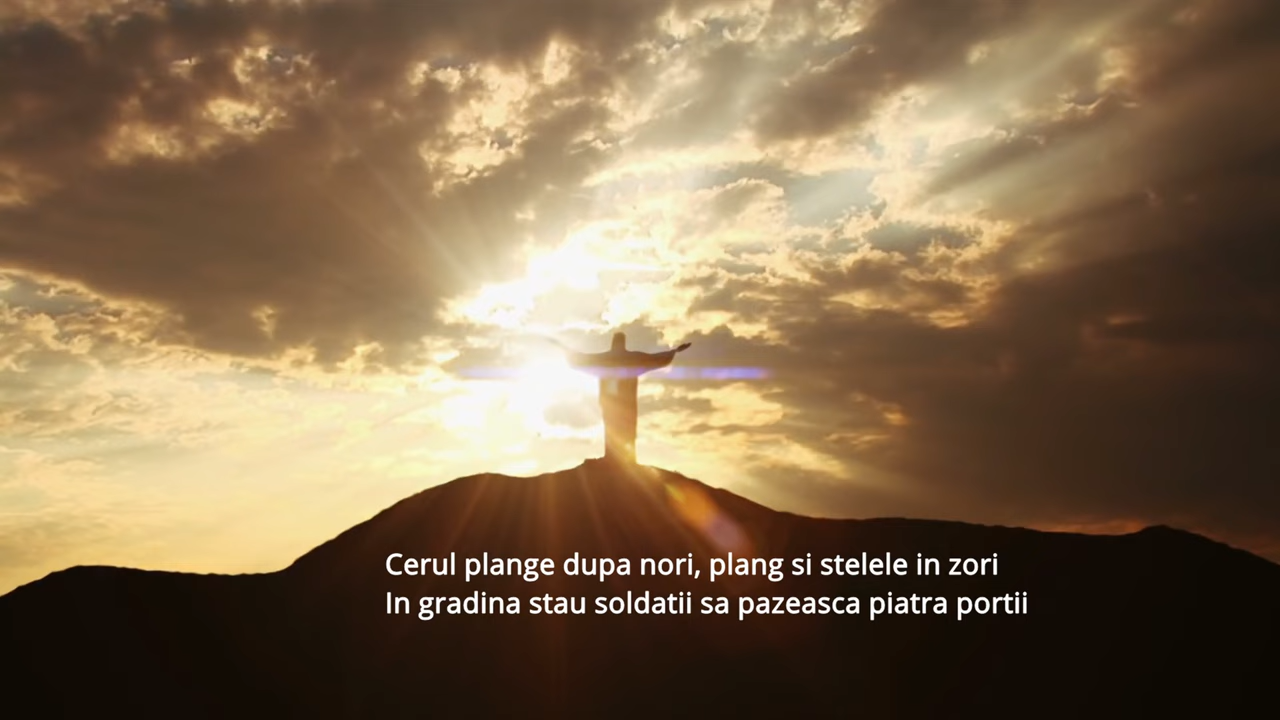 Cerul plange dupa nori, plang si stelele in zori
In gradina stau soldatii sa pazeasca piatra portii